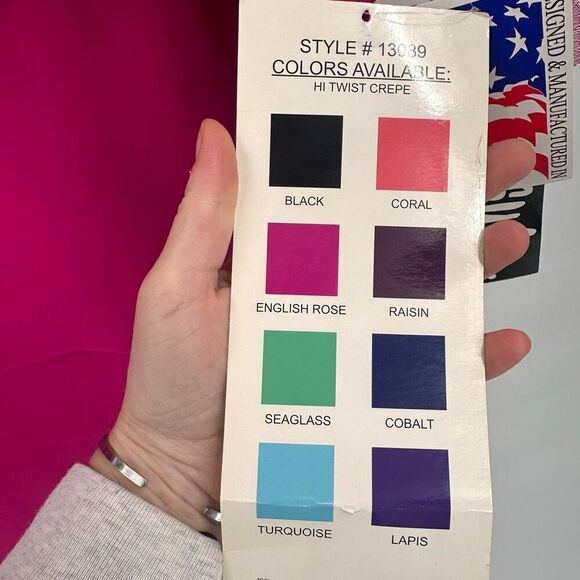 STYLE # 13089
COLORS AVAILABLE:
HI TWIST CREPE
BLACK
CORAL
ENGLISH ROSE
RAISIN
SEAGLASS
COBALT
TURQUOISE
LAPIS
SIGNED & MANUFACTURED IN